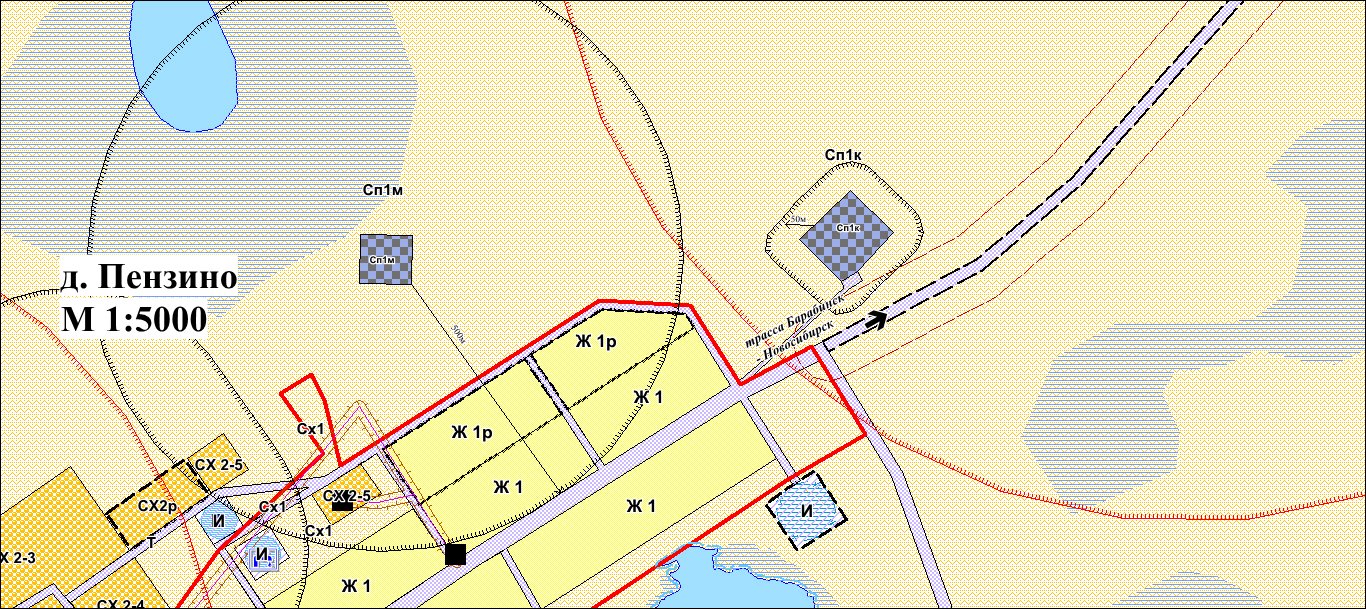 Сп1к
Сп1м
50м
Сп1к
Сп1м
д. Пензино
М 1:5000
трасса Барабинск
- Новосибирск
500м
Ж 1р
Ж 1
Сх1
Ж 1р
СХ 2-5
Ж 1
СХ 2-5
СХ2р
Сх1
Ж 1
И
И
Сх1
Т
И
Х 2-3
Ж 1
СХ 2-4